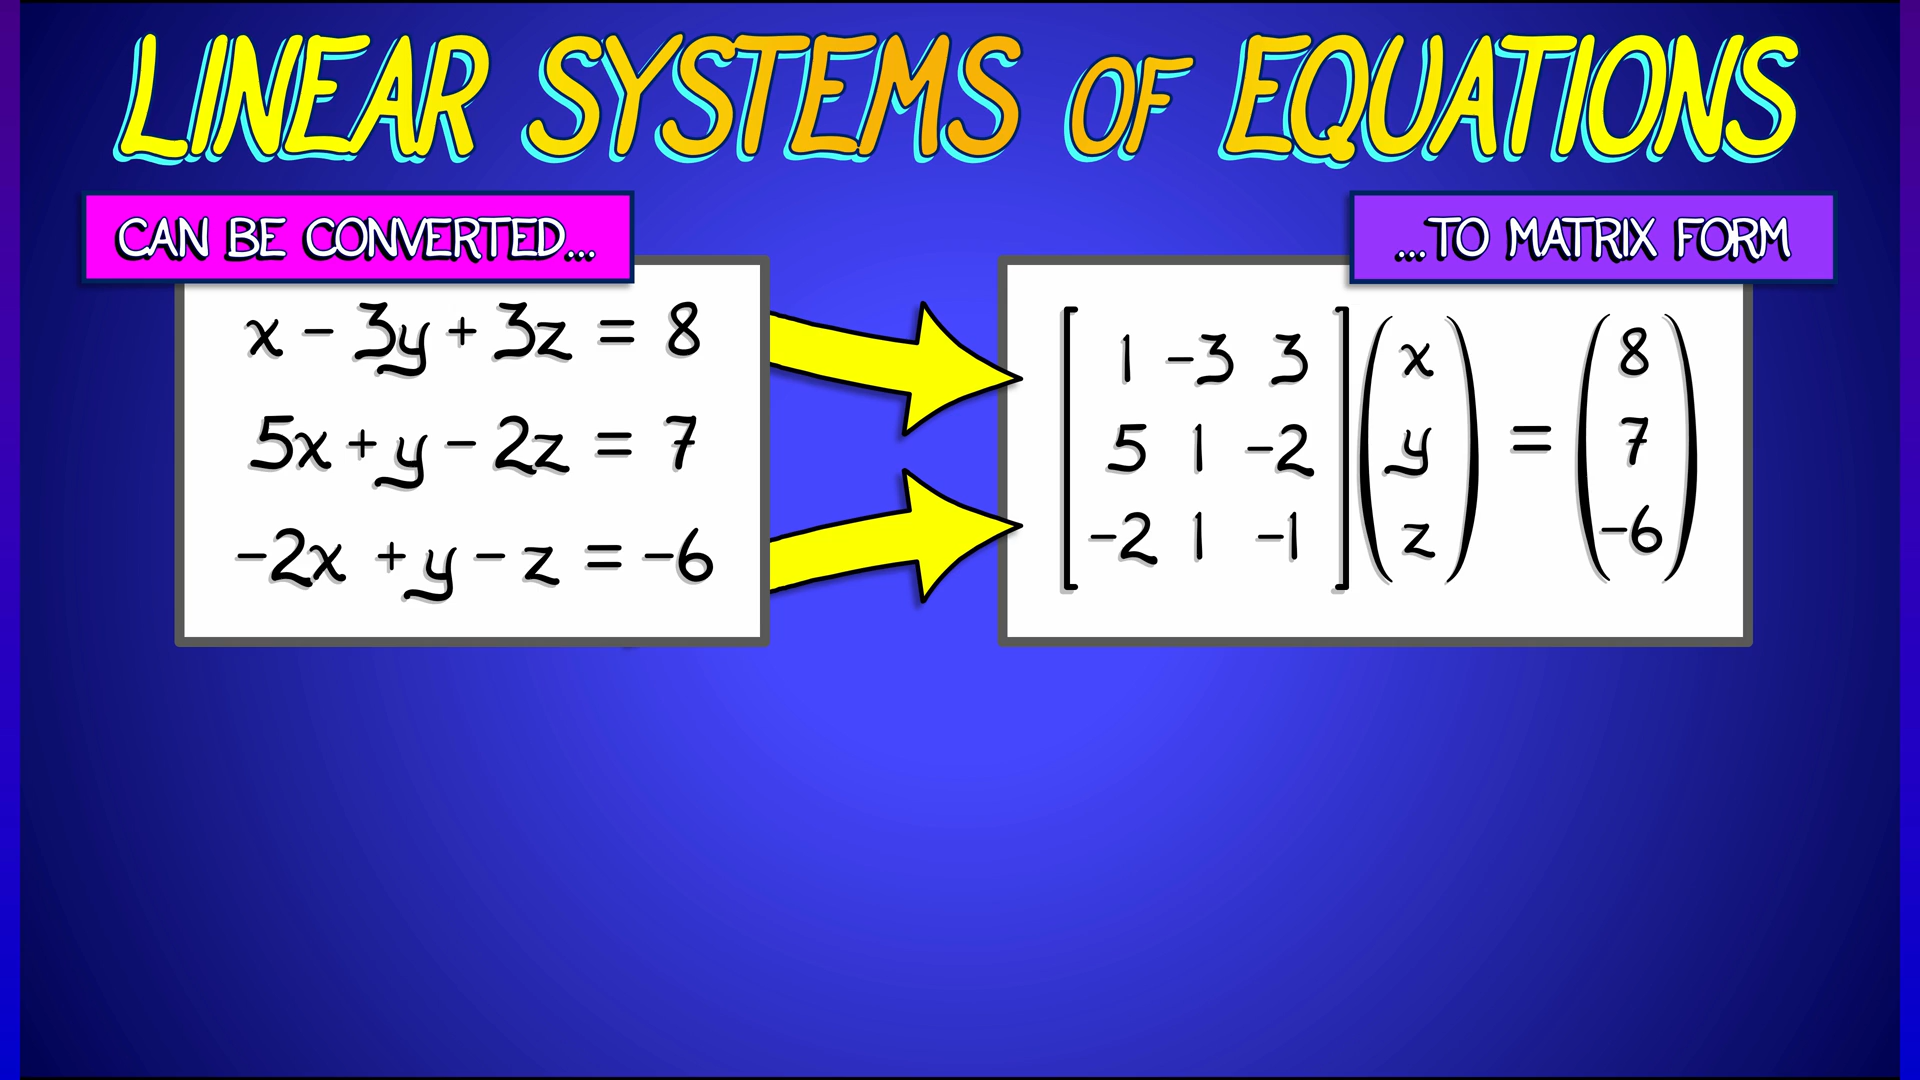 LINEAR SYSTEMS OF EQUATIONS
CAN BE CONVERTED...
...TO MATRIX FORM
x - 3y + 3z = 8
5x + y - 2z = 7
-2x + y - z = -6
1 -3 3 x 8
5 1 -2 y = 7
-2 1 -1 z -6